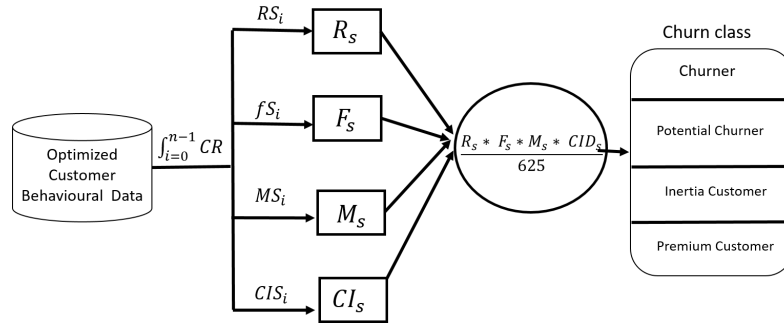 Optimized
Customer
Behavioural Data
∫_{i=0}^{n−1} CR
RS_i
R_s
fS_i
F_s
MS_i
M_s
CIS_i
CI_s
R_s * F_s * M_s * CID_s
625
Churn class
Churner
Potential Churner
Inertia Customer
Premium Customer